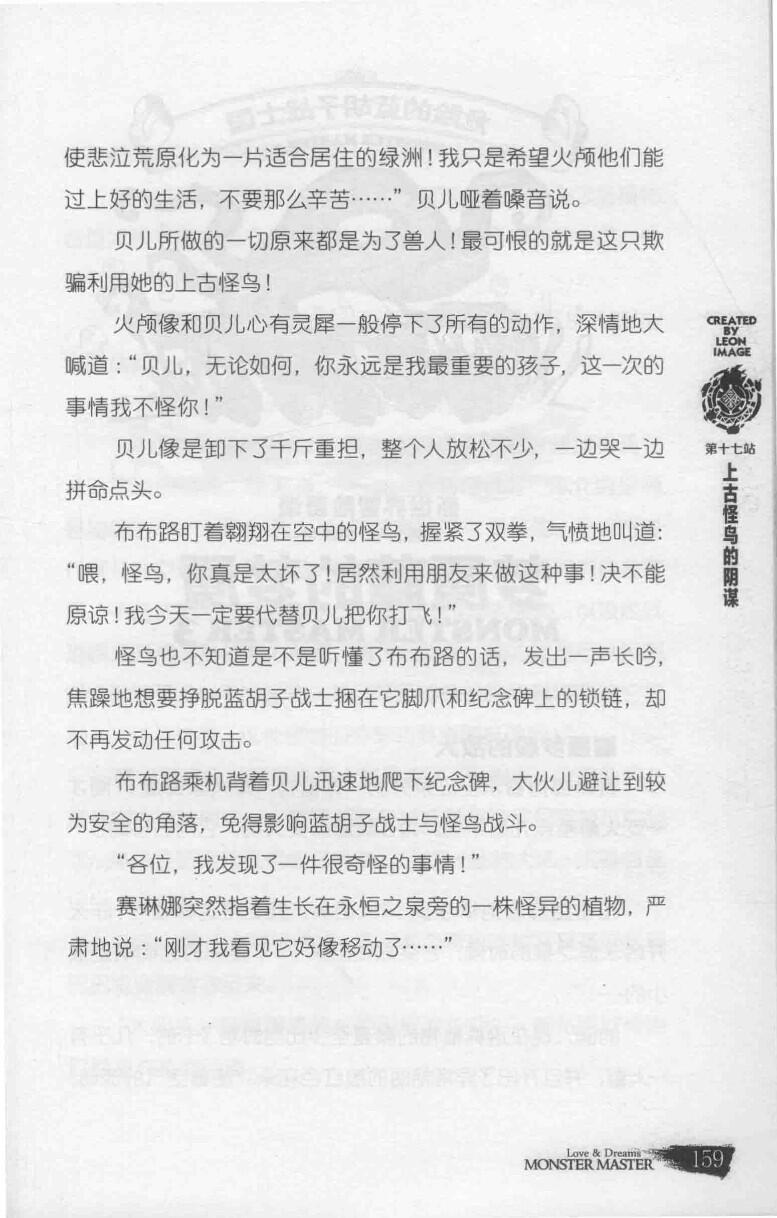 使悲泣荒原化为一片适合居住的绿洲！我只是希望火颅他们能
过上好的生活，不要那么辛苦……”贝儿哑着嗓音说。
贝儿所做的一切原来都是为了兽人！最可恨的就是这只欺
骗利用她的上古怪鸟！
火颅像和贝儿心有灵犀一般停下了所有的动作，深情地大
喊道：“贝儿，无论如何，你永远是我最重要的孩子，这一次的
事情我不怪你！”
贝儿像是卸下了千斤重担，整个人放松不少，一边哭一边
拼命点头。
布布路盯着翱翔在空中的怪鸟，握紧了双拳，气愤地叫道：
“喂，怪鸟，你真是太坏了！居然利用朋友来做这种事！决不能
原谅！我今天一定要代替贝儿把你打飞！”
怪鸟也不知道是不是听懂了布布路的话，发出一声长吟，
焦躁地想要挣脱蓝胡子战士捆在它脚爪和纪念碑上的锁链，却
不再发动任何攻击。
布布路乘机背着贝儿迅速地爬下纪念碑，大伙儿避让到较
为安全的角落，免得影响蓝胡子战士与怪鸟战斗。
“各位，我发现了一件很奇怪的事情！”
赛琳娜突然指着生长在永恒之泉旁的一株怪异的植物，严
肃地说：“刚才我看见它好像移动了……”
CREATED
BY
LEON
IMAGE
第十七站
上古怪鸟的阴谋
Love & Dreams
MONSTER MASTER
159